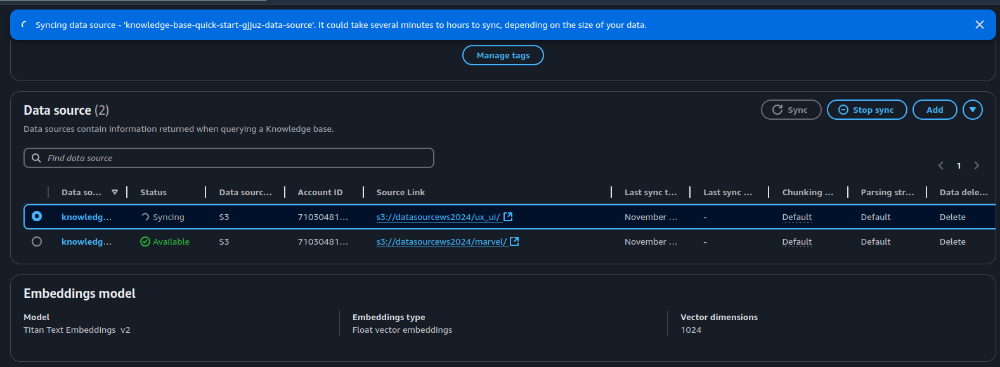 Syncing data source - 'knowledge-base-quick-start-gjjuz-data-source'. It could take several minutes to hours to sync, depending on the size of your data.
Manage tags
Data source (2)
Sync
Stop sync
Add
Data sources contain information returned when querying a Knowledge base.
Find data source
1
Data so... Status Data sourc... Account ID Source Link Last sync t... Last sync ... Chunking ... Parsing str... Data dele...
knowledg... Syncing S3 71030481... s3://datasourcews2024/ux_ui/ November ... - Default Default Delete
knowledg... Available S3 71030481... s3://datasourcews2024/marvel/ November ... - Default Default Delete
Embeddings model
Model Embeddings type Vector dimensions
Titan Text Embeddings v2 Float vector embeddings 1024